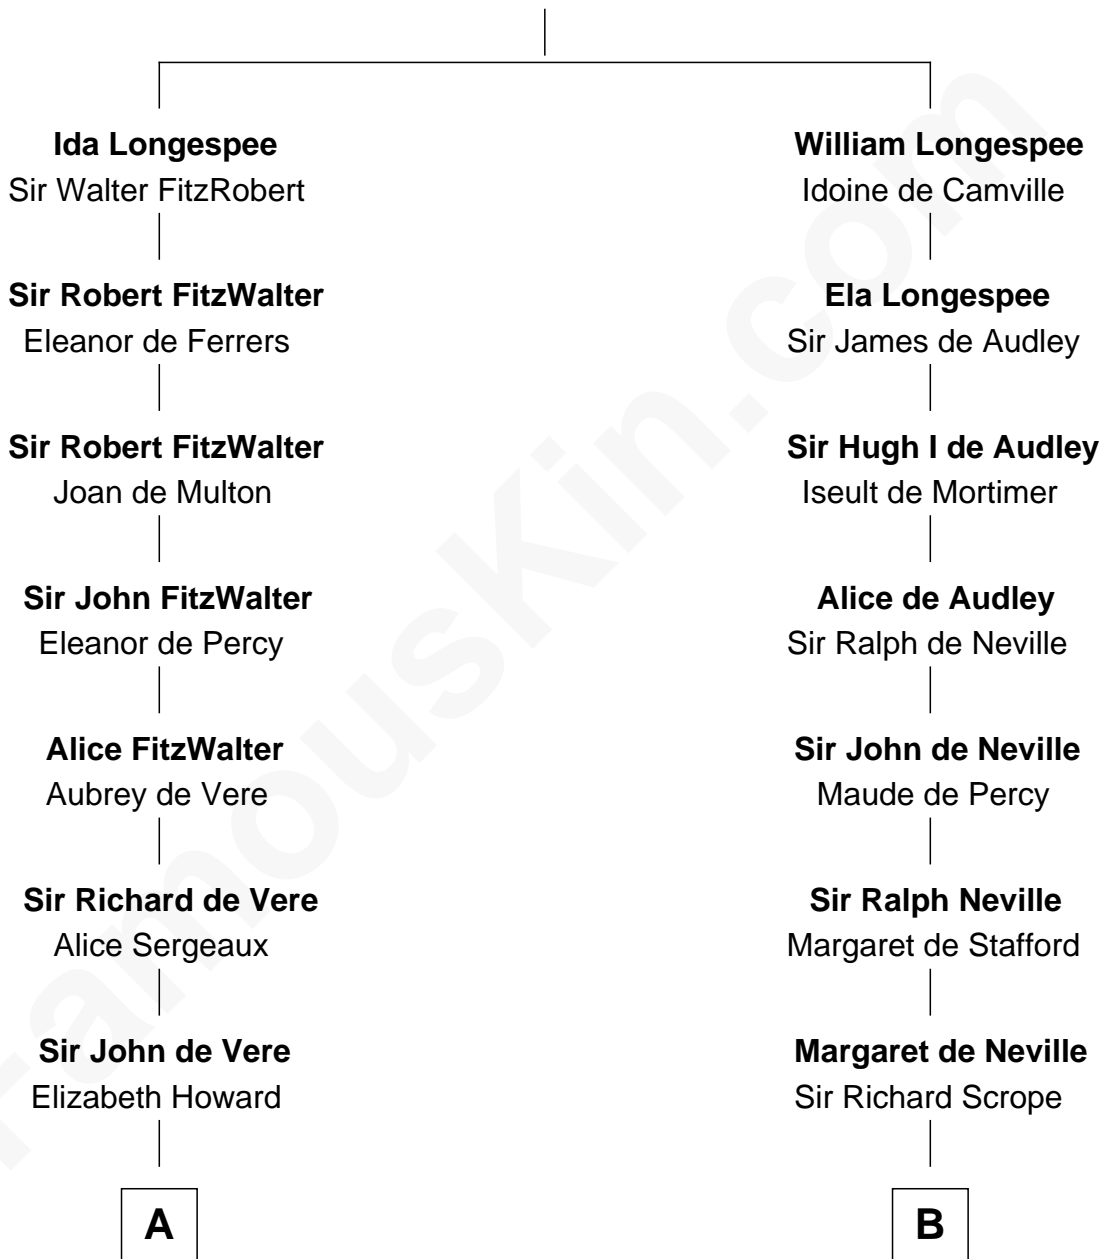 Ida Longespee
Sir Walter FitzRobert
Sir Robert FitzWalter
Eleanor de Ferrers
Sir Robert FitzWalter
Joan de Multon
Sir John FitzWalter
Eleanor de Percy
Alice FitzWalter
Aubrey de Vere
Sir Richard de Vere
Alice Sergeaux
Sir John de Vere
Elizabeth Howard
A
William Longespee
Idoine de Camville
Ela Longespee
Sir James de Audley
Sir Hugh I de Audley
Iseult de Mortimer
Alice de Audley
Sir Ralph de Neville
Sir John de Neville
Maude de Percy
Sir Ralph Neville
Margaret de Stafford
Margaret de Neville
Sir Richard Scrope
B
FamousKin.com